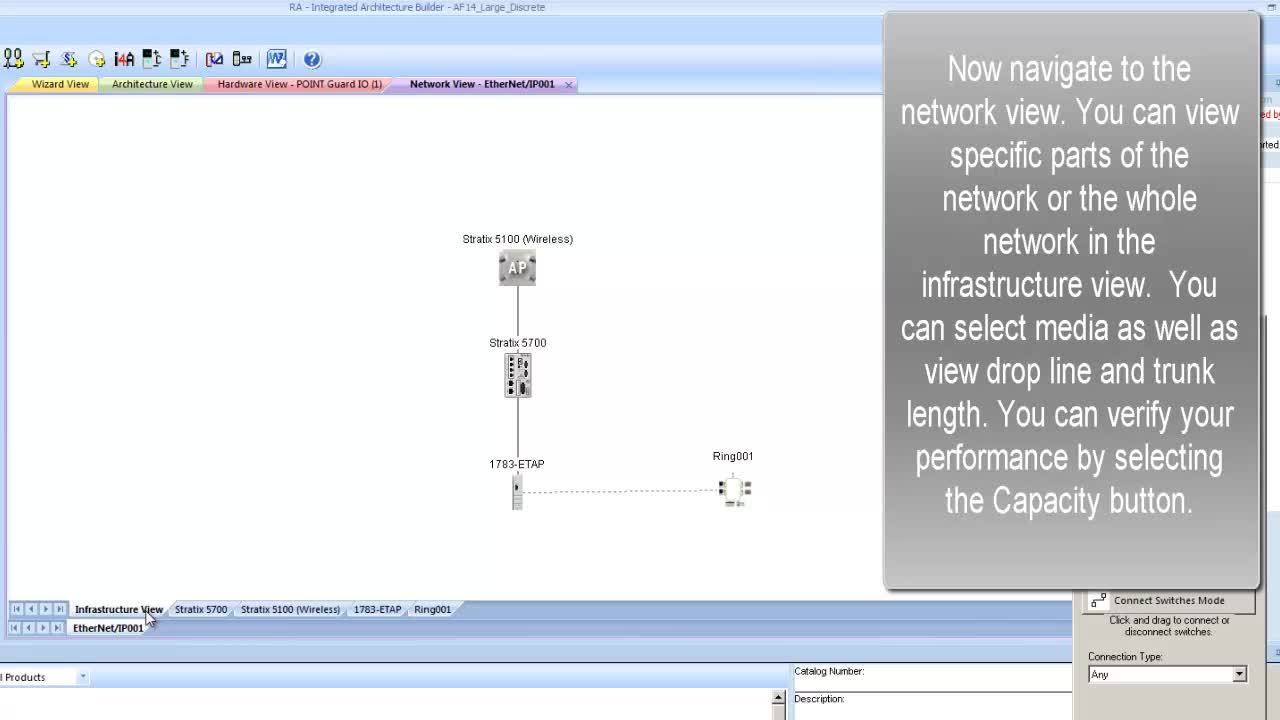 RA - Integrated Architecture Builder - AF14_Large_Discrete
Wizard View
Architecture View
Hardware View - POINT Guard IO (1)
Network View - EtherNet/IP001
Now navigate to the
network view. You can view
specific parts of the
network or the whole
network in the
infrastructure view. You
can select media as well as
view drop line and trunk
length. You can verify your
performance by selecting
the Capacity button.
Stratix 5100 (Wireless)
AP
Stratix 5700
1783-ETAP
Ring001
Infrastructure View
Stratix 5700
Stratix 5100 (Wireless)
1783-ETAP
Ring001
EtherNet/IP001
Connect Switches Mode
Click and drag to connect or
disconnect switches.
Connection Type:
Any
Products
Catalog Number:
Description: